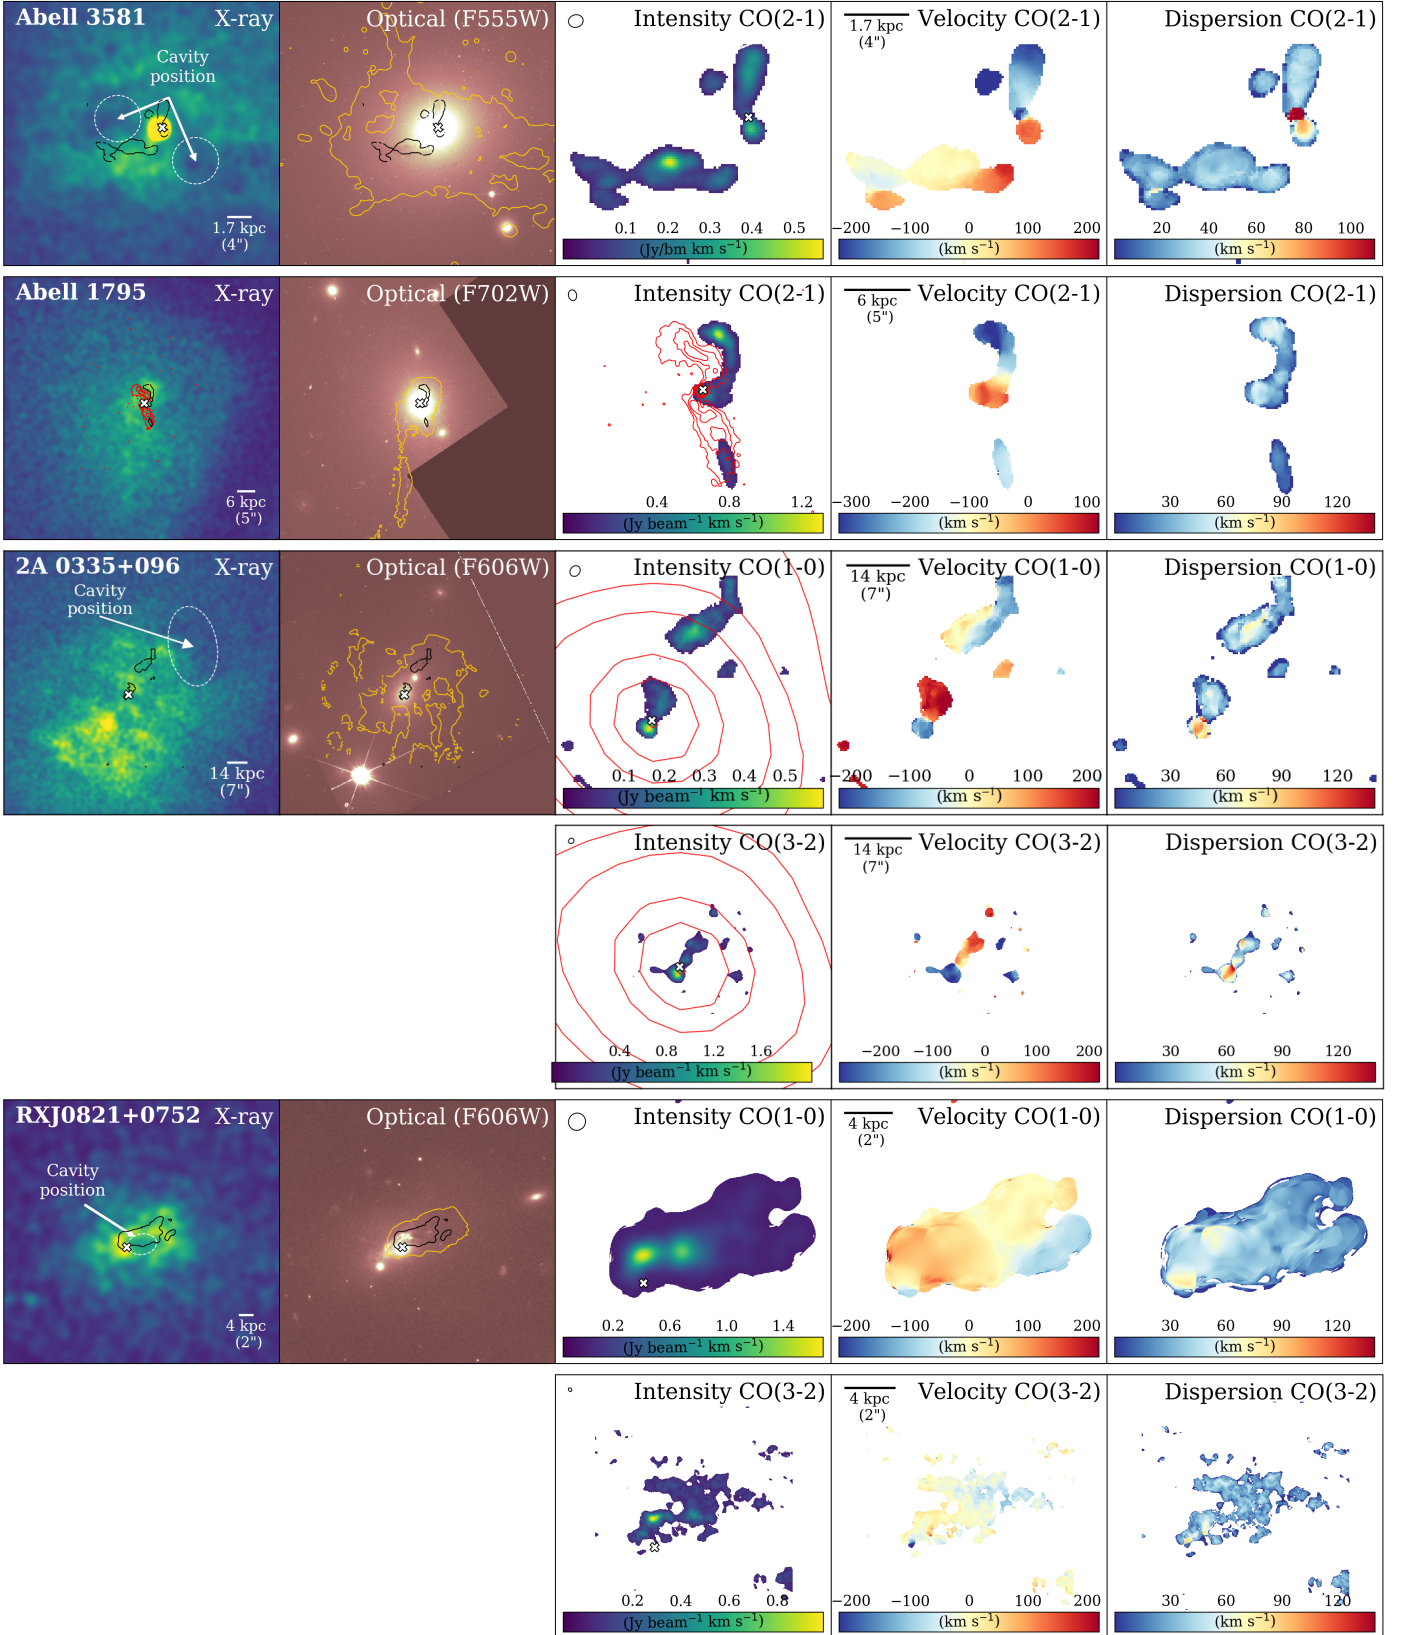 Abell 3581 X-ray
Cavity
position
1.7 kpc
(4")
Optical (F555W)
Intensity CO(2-1)
0.1 0.2 0.3 0.4 0.5
(Jy/bm km s⁻¹)
Velocity CO(2-1)
1.7 kpc
(4")
−200 −100 0 100 200
(km s⁻¹)
Dispersion CO(2-1)
20 40 60 80 100
(km s⁻¹)
Abell 1795 X-ray
6 kpc
(5")
Optical (F702W)
Intensity CO(2-1)
0.4 0.8 1.2
(Jy beam⁻¹ km s⁻¹)
Velocity CO(2-1)
6 kpc
(5")
−300 −200 −100 0 100
(km s⁻¹)
Dispersion CO(2-1)
30 60 90 120
(km s⁻¹)
2A 0335+096 X-ray
Cavity
position
14 kpc
(7")
Optical (F606W)
Intensity CO(1-0)
0.1 0.2 0.3 0.4 0.5
(Jy beam⁻¹ km s⁻¹)
Velocity CO(1-0)
14 kpc
(7")
−200 −100 0 100 200
(km s⁻¹)
Dispersion CO(1-0)
30 60 90 120
(km s⁻¹)
Intensity CO(3-2)
0.4 0.8 1.2 1.6
(Jy beam⁻¹ km s⁻¹)
Velocity CO(3-2)
14 kpc
(7")
−200 −100 0 100 200
(km s⁻¹)
Dispersion CO(3-2)
30 60 90 120
(km s⁻¹)
RXJ0821+0752 X-ray
Cavity
position
4 kpc
(2")
Optical (F606W)
Intensity CO(1-0)
0.2 0.6 1.0 1.4
(Jy beam⁻¹ km s⁻¹)
Velocity CO(1-0)
4 kpc
(2")
−200 −100 0 100 200
(km s⁻¹)
Dispersion CO(1-0)
30 60 90 120
(km s⁻¹)
Intensity CO(3-2)
0.2 0.4 0.6 0.8
(Jy beam⁻¹ km s⁻¹)
Velocity CO(3-2)
4 kpc
(2")
−200 −100 0 100 200
(km s⁻¹)
Dispersion CO(3-2)
30 60 90 120
(km s⁻¹)